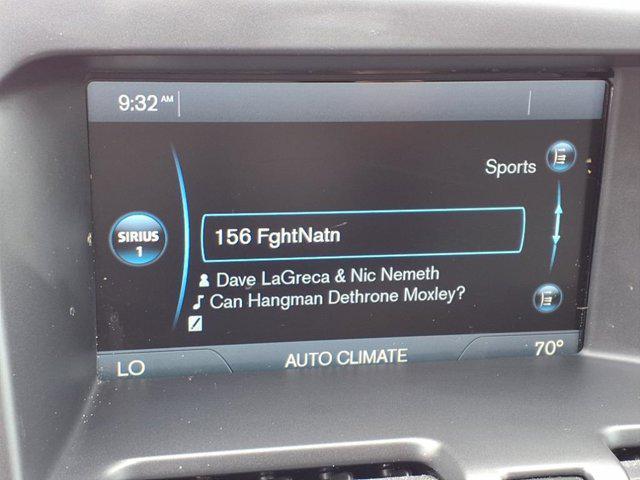 9:32 AM
Sports
SIRIUS
1
156 FghtNatn
Dave LaGreca & Nic Nemeth
Can Hangman Dethrone Moxley?
LO
AUTO CLIMATE
70°